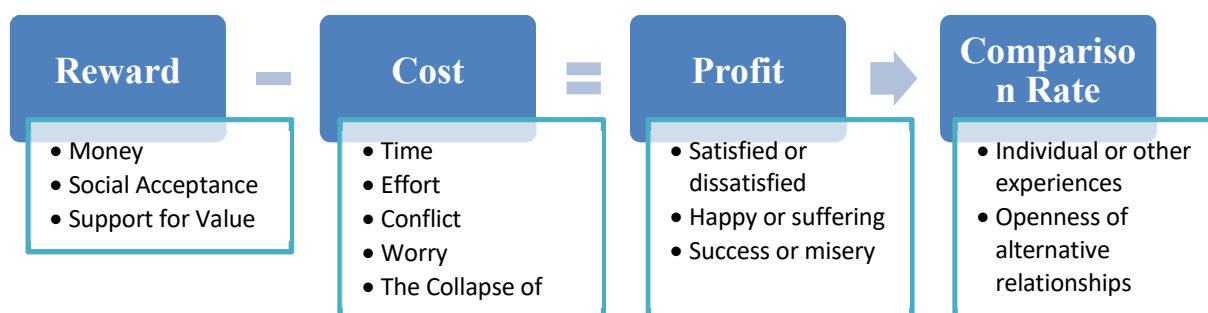 Reward
Cost
Profit
Compariso
n Rate
• Money
• Social Acceptance
• Support for Value
• Time
• Effort
• Conflict
• Worry
• The Collapse of
• Satisfied or
dissatisfied
• Happy or suffering
• Success or misery
• Individual or other
experiences
• Openness of
alternative
relationships